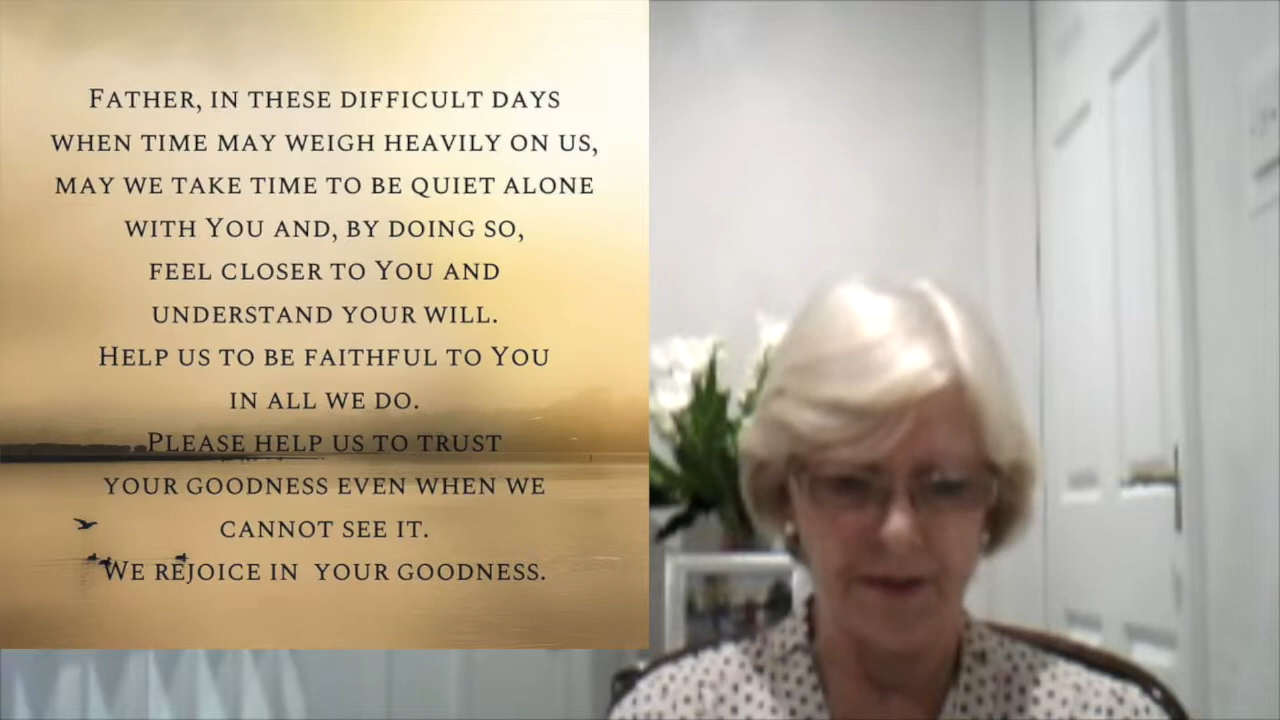 Father, in these difficult days
when time may weigh heavily on us,
may we take time to be quiet alone
with You and, by doing so,
feel closer to You and
understand your will.
Help us to be faithful to You
in all we do.
Please help us to trust
your goodness even when we
cannot see it.
We rejoice in your goodness.